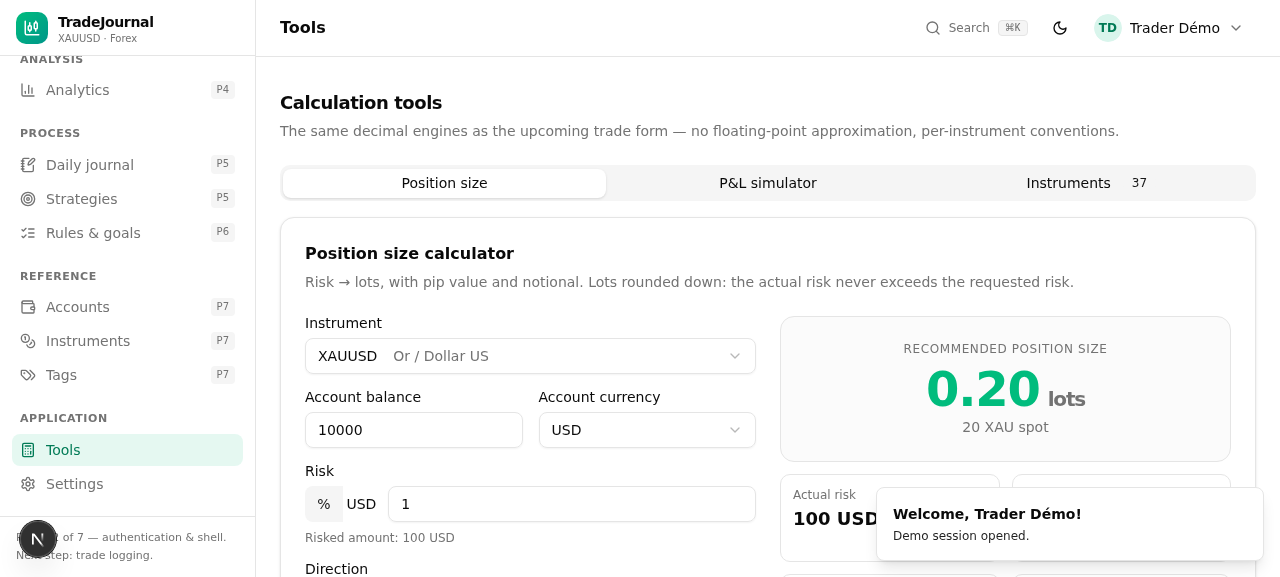 TradeJournal
XAUUSD · Forex
ANALYSIS
Analytics P4
PROCESS
Daily journal P5
Strategies P5
Rules & goals P6
REFERENCE
Accounts P7
Instruments P7
Tags P7
APPLICATION
Tools
Settings
of 7 — authentication & shell.
step: trade logging.
N
Tools
Search ⌘K
TD Trader Démo
Calculation tools
The same decimal engines as the upcoming trade form — no floating-point approximation, per-instrument conventions.
Position size
P&L simulator
Instruments 37
Position size calculator
Risk → lots, with pip value and notional. Lots rounded down: the actual risk never exceeds the requested risk.
Instrument
XAUUSD Or / Dollar US
Account balance
10000
Account currency
USD
Risk
% USD 1
Risked amount: 100 USD
Direction
RECOMMENDED POSITION SIZE
0.20 lots
20 XAU spot
Actual risk
100 USD
Welcome, Trader Démo!
Demo session opened.